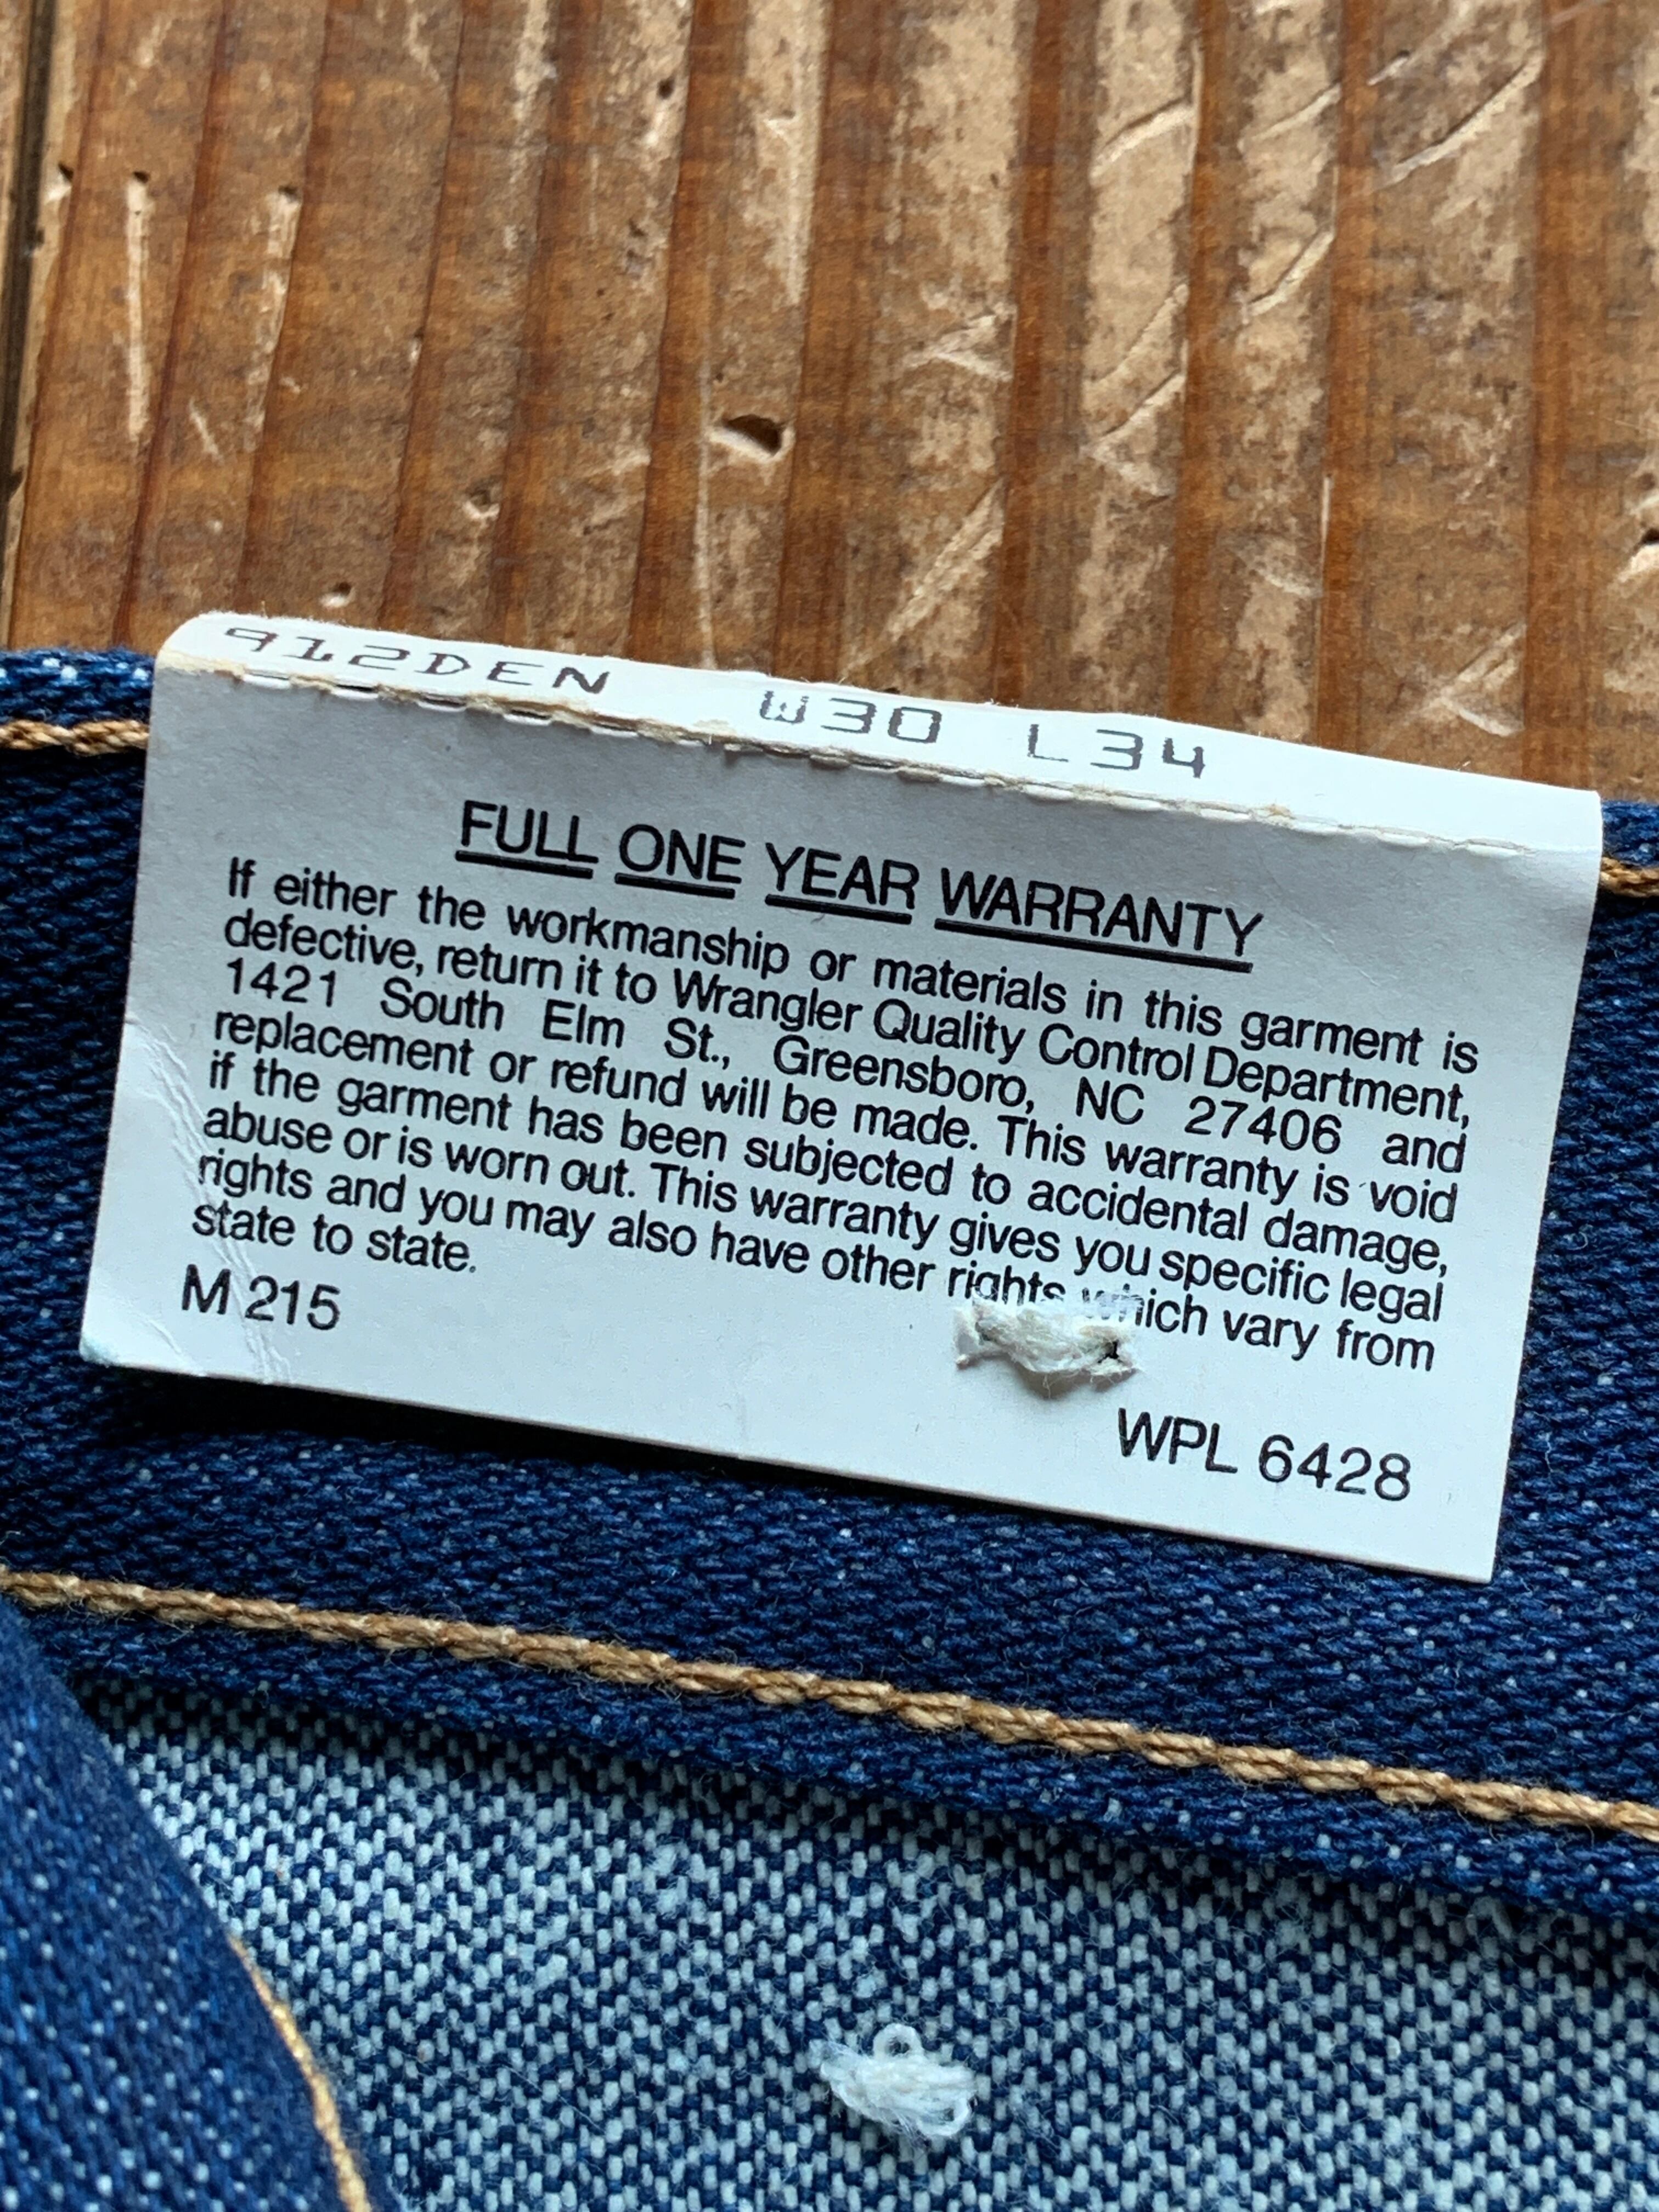 912DEN W30 L34
FULL ONE YEAR WARRANTY
If either the workmanship or materials in this garment is
defective, return it to Wrangler Quality Control Department,
1421 South Elm St., Greensboro, NC 27406 and
replacement or refund will be made. This warranty is void
if the garment has been subjected to accidental damage,
abuse or is worn out. This warranty gives you specific legal
rights and you may also have other rights which vary from
state to state.
M 215
WPL 6428